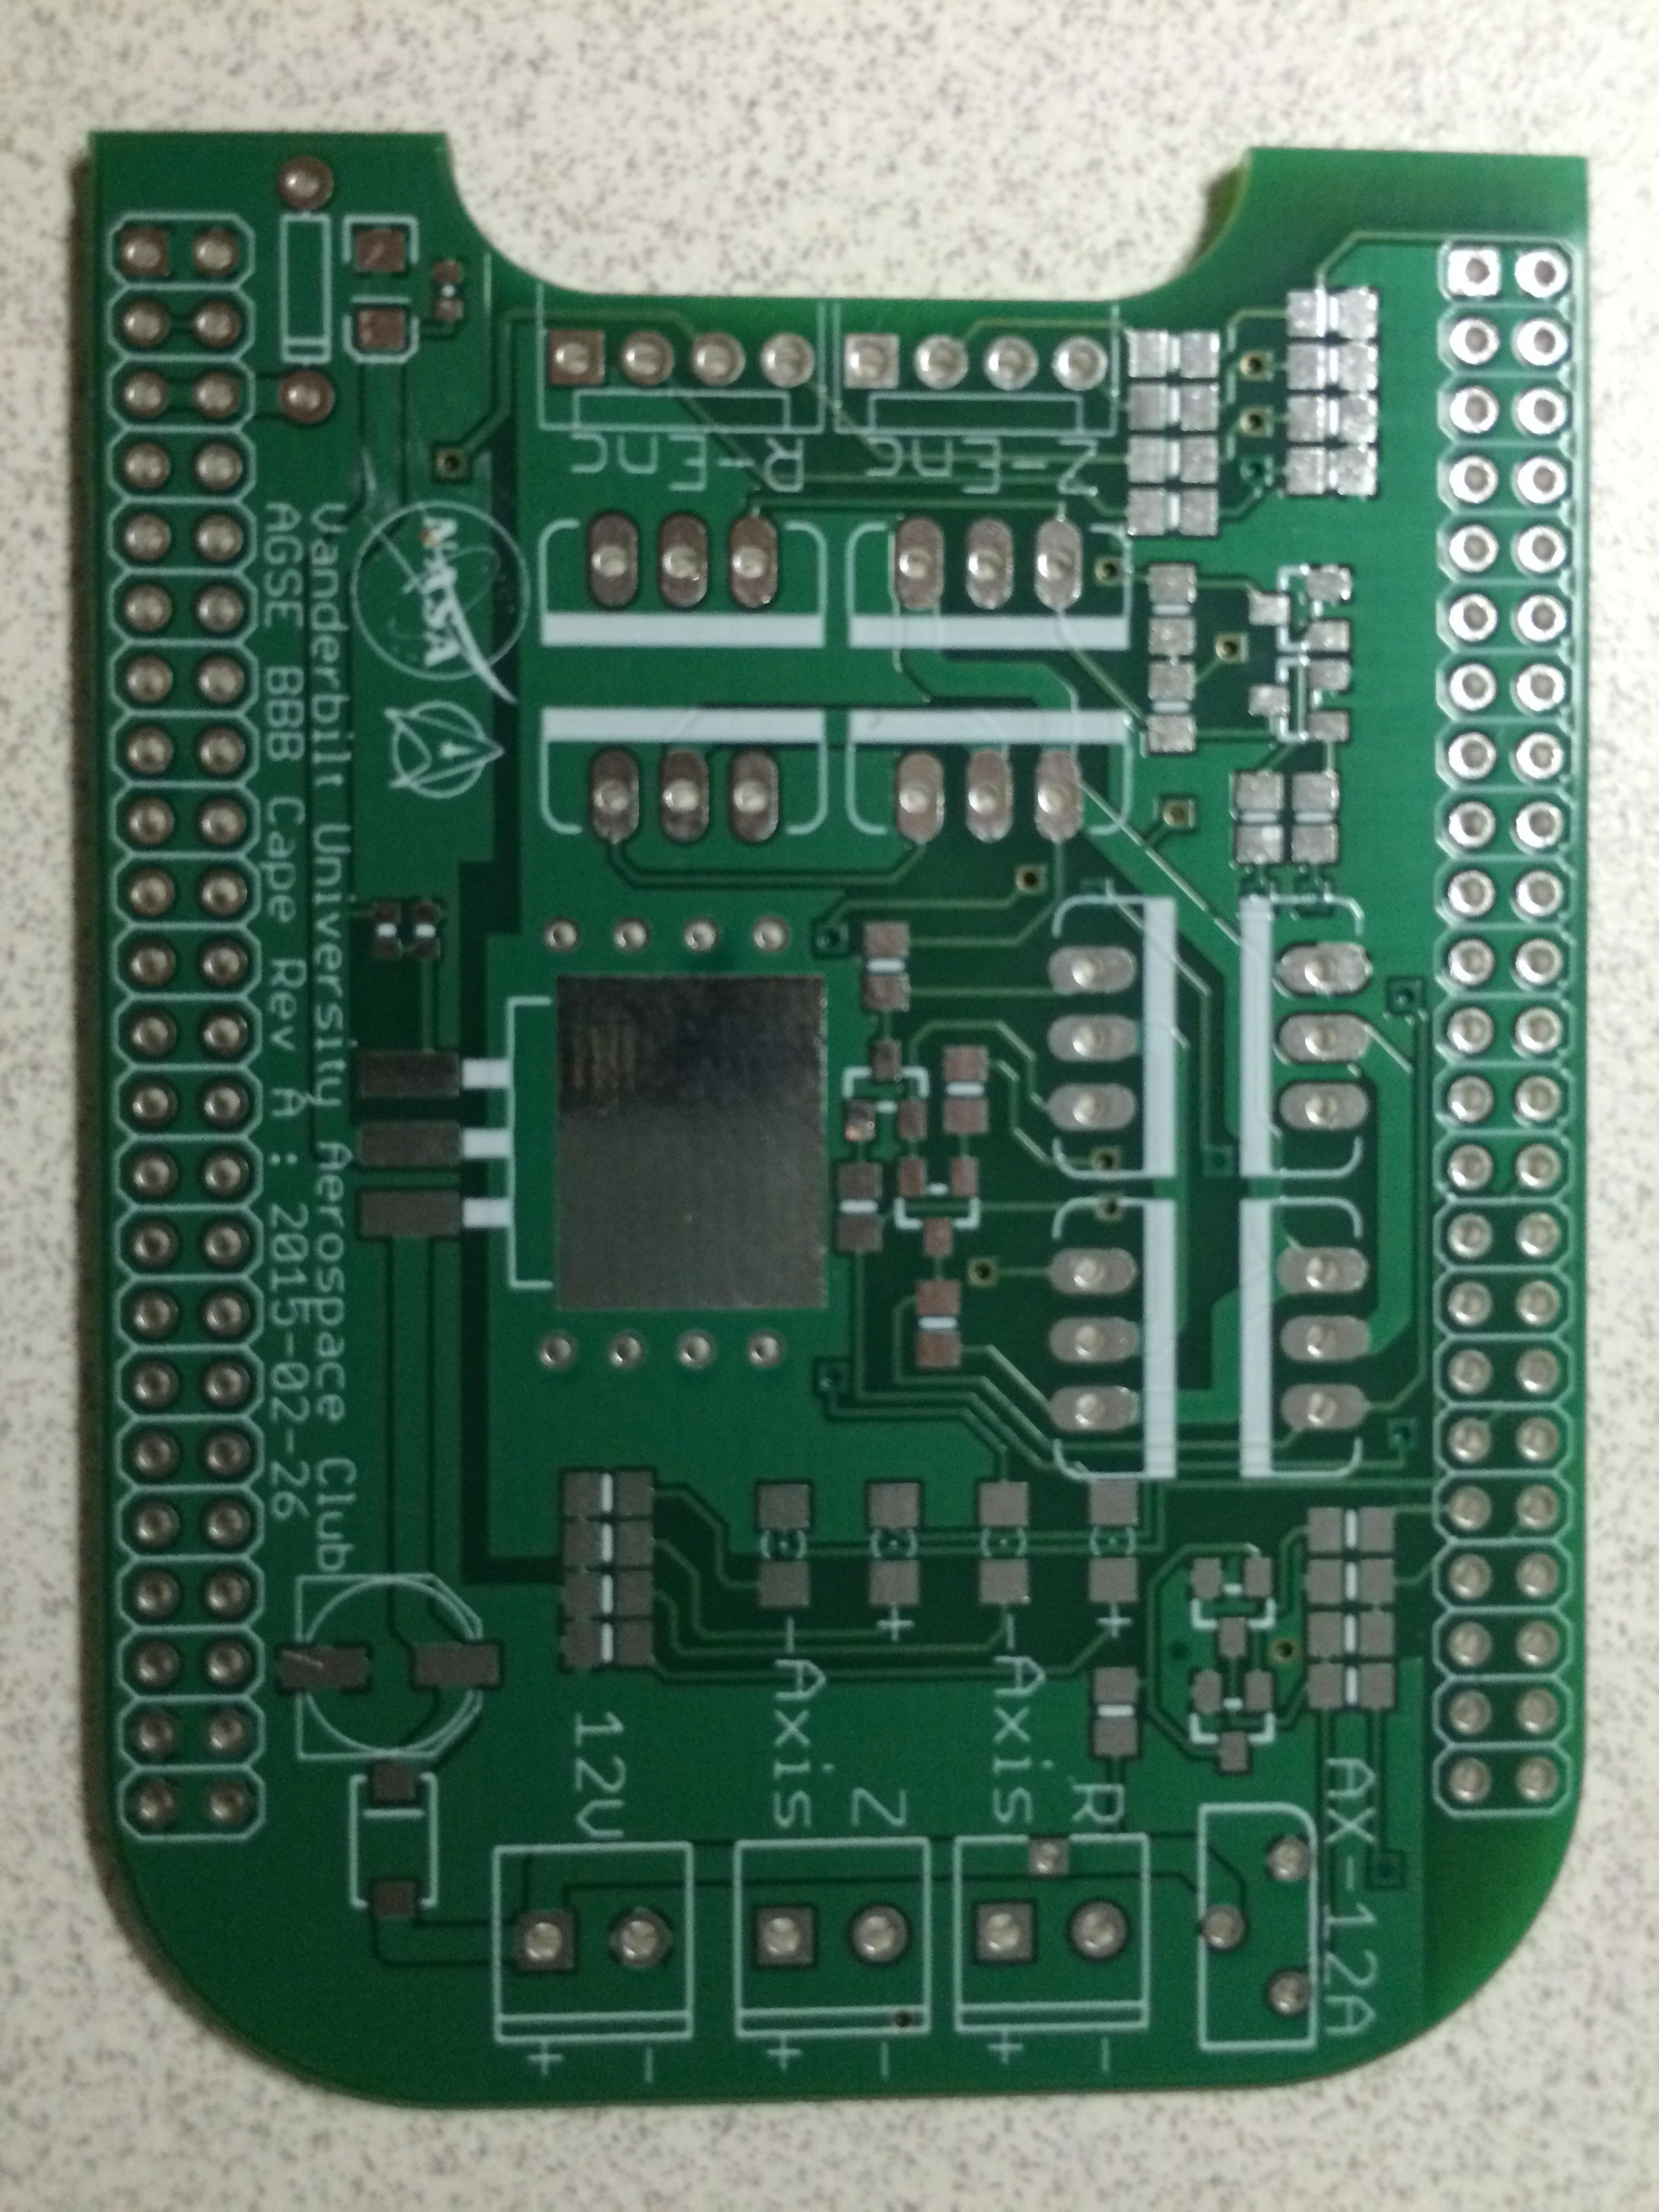 Vanderbilt University Aerospace Club
AGSE BBB Cape Rev A : 2015-02-26
NASA
R-Enc
Z-Enc
12V
Z
-Axis
+
R
-Axis
+
AX-12A
+ -
+ -
+ -